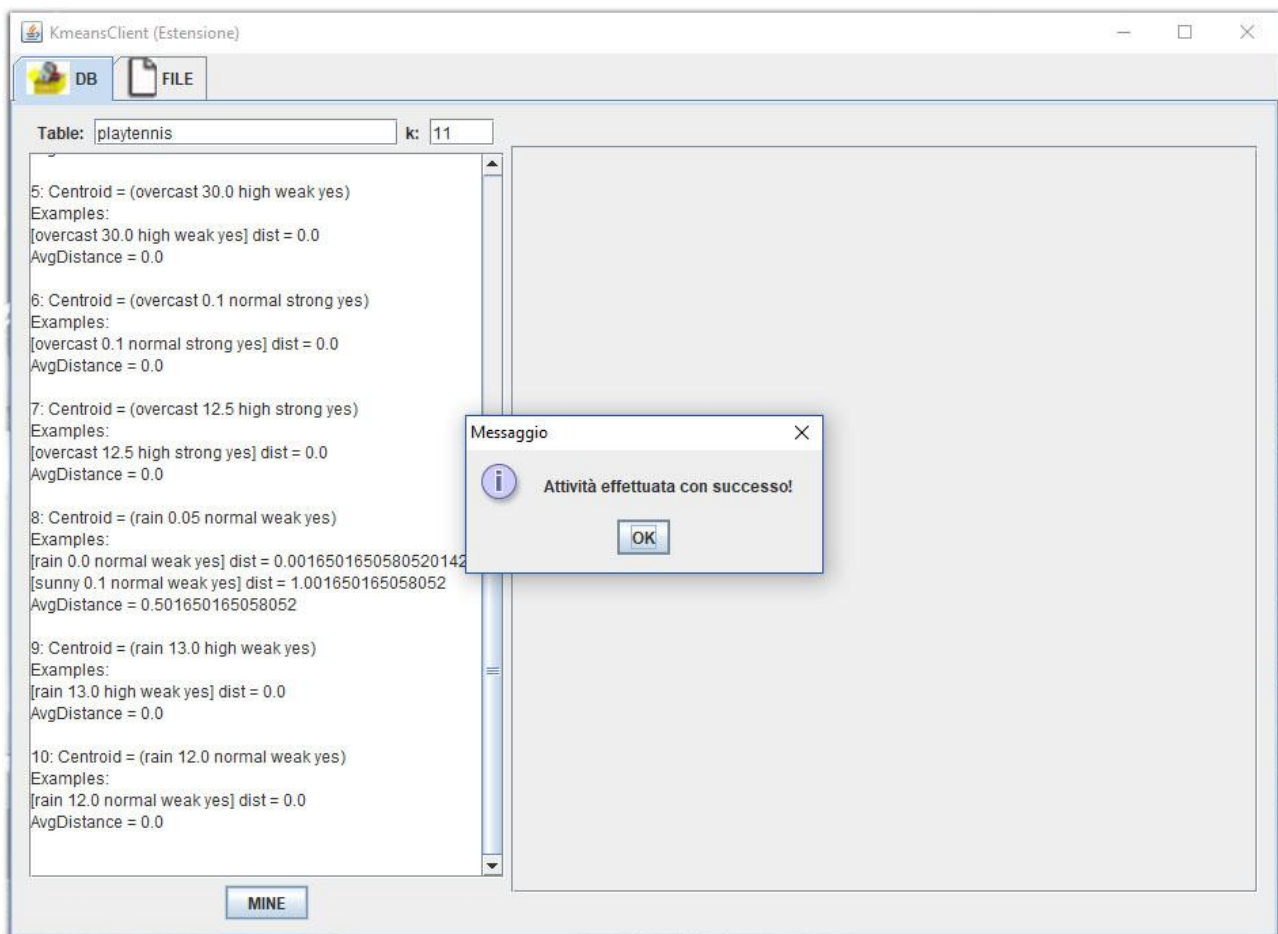 KmeansClient (Estensione)
DB
FILE
Table: playtennis k: 11
5: Centroid = (overcast 30.0 high weak yes)
Examples:
[overcast 30.0 high weak yes] dist = 0.0
AvgDistance = 0.0
6: Centroid = (overcast 0.1 normal strong yes)
Examples:
[overcast 0.1 normal strong yes] dist = 0.0
AvgDistance = 0.0
7: Centroid = (overcast 12.5 high strong yes)
Examples:
[overcast 12.5 high strong yes] dist = 0.0
AvgDistance = 0.0
8: Centroid = (rain 0.05 normal weak yes)
Examples:
[rain 0.0 normal weak yes] dist = 0.0016501650580520142
[sunny 0.1 normal weak yes] dist = 1.001650165058052
AvgDistance = 0.501650165058052
9: Centroid = (rain 13.0 high weak yes)
Examples:
[rain 13.0 high weak yes] dist = 0.0
AvgDistance = 0.0
10: Centroid = (rain 12.0 normal weak yes)
Examples:
[rain 12.0 normal weak yes] dist = 0.0
AvgDistance = 0.0
MINE
Messaggio
Attività effettuata con successo!
OK